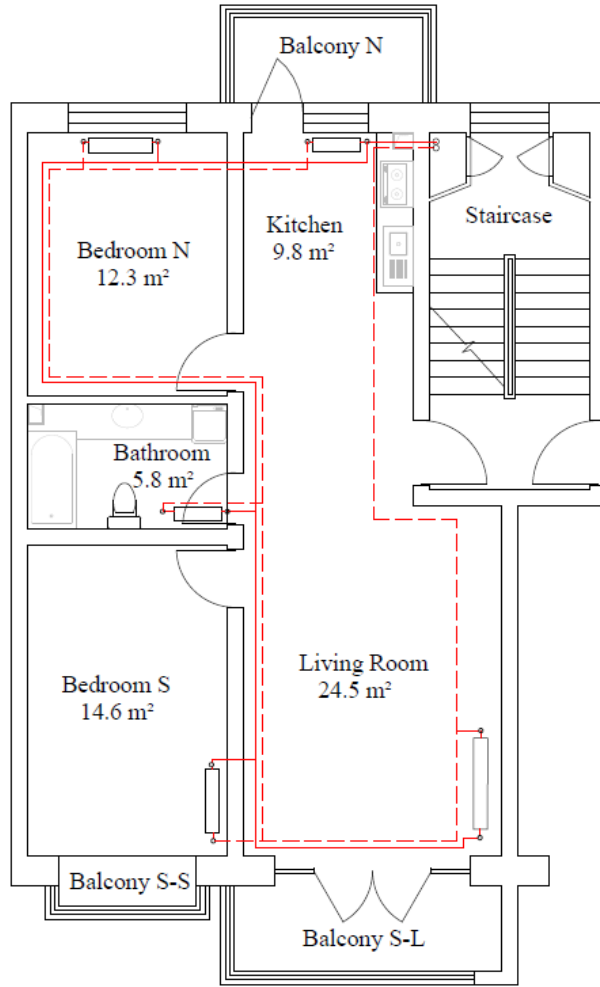 Balcony N
Staircase
Kitchen
9.8 m²
Bedroom N
12.3 m²
Bathroom
5.8 m²
Living Room
24.5 m²
Bedroom S
14.6 m²
Balcony S-S
Balcony S-L